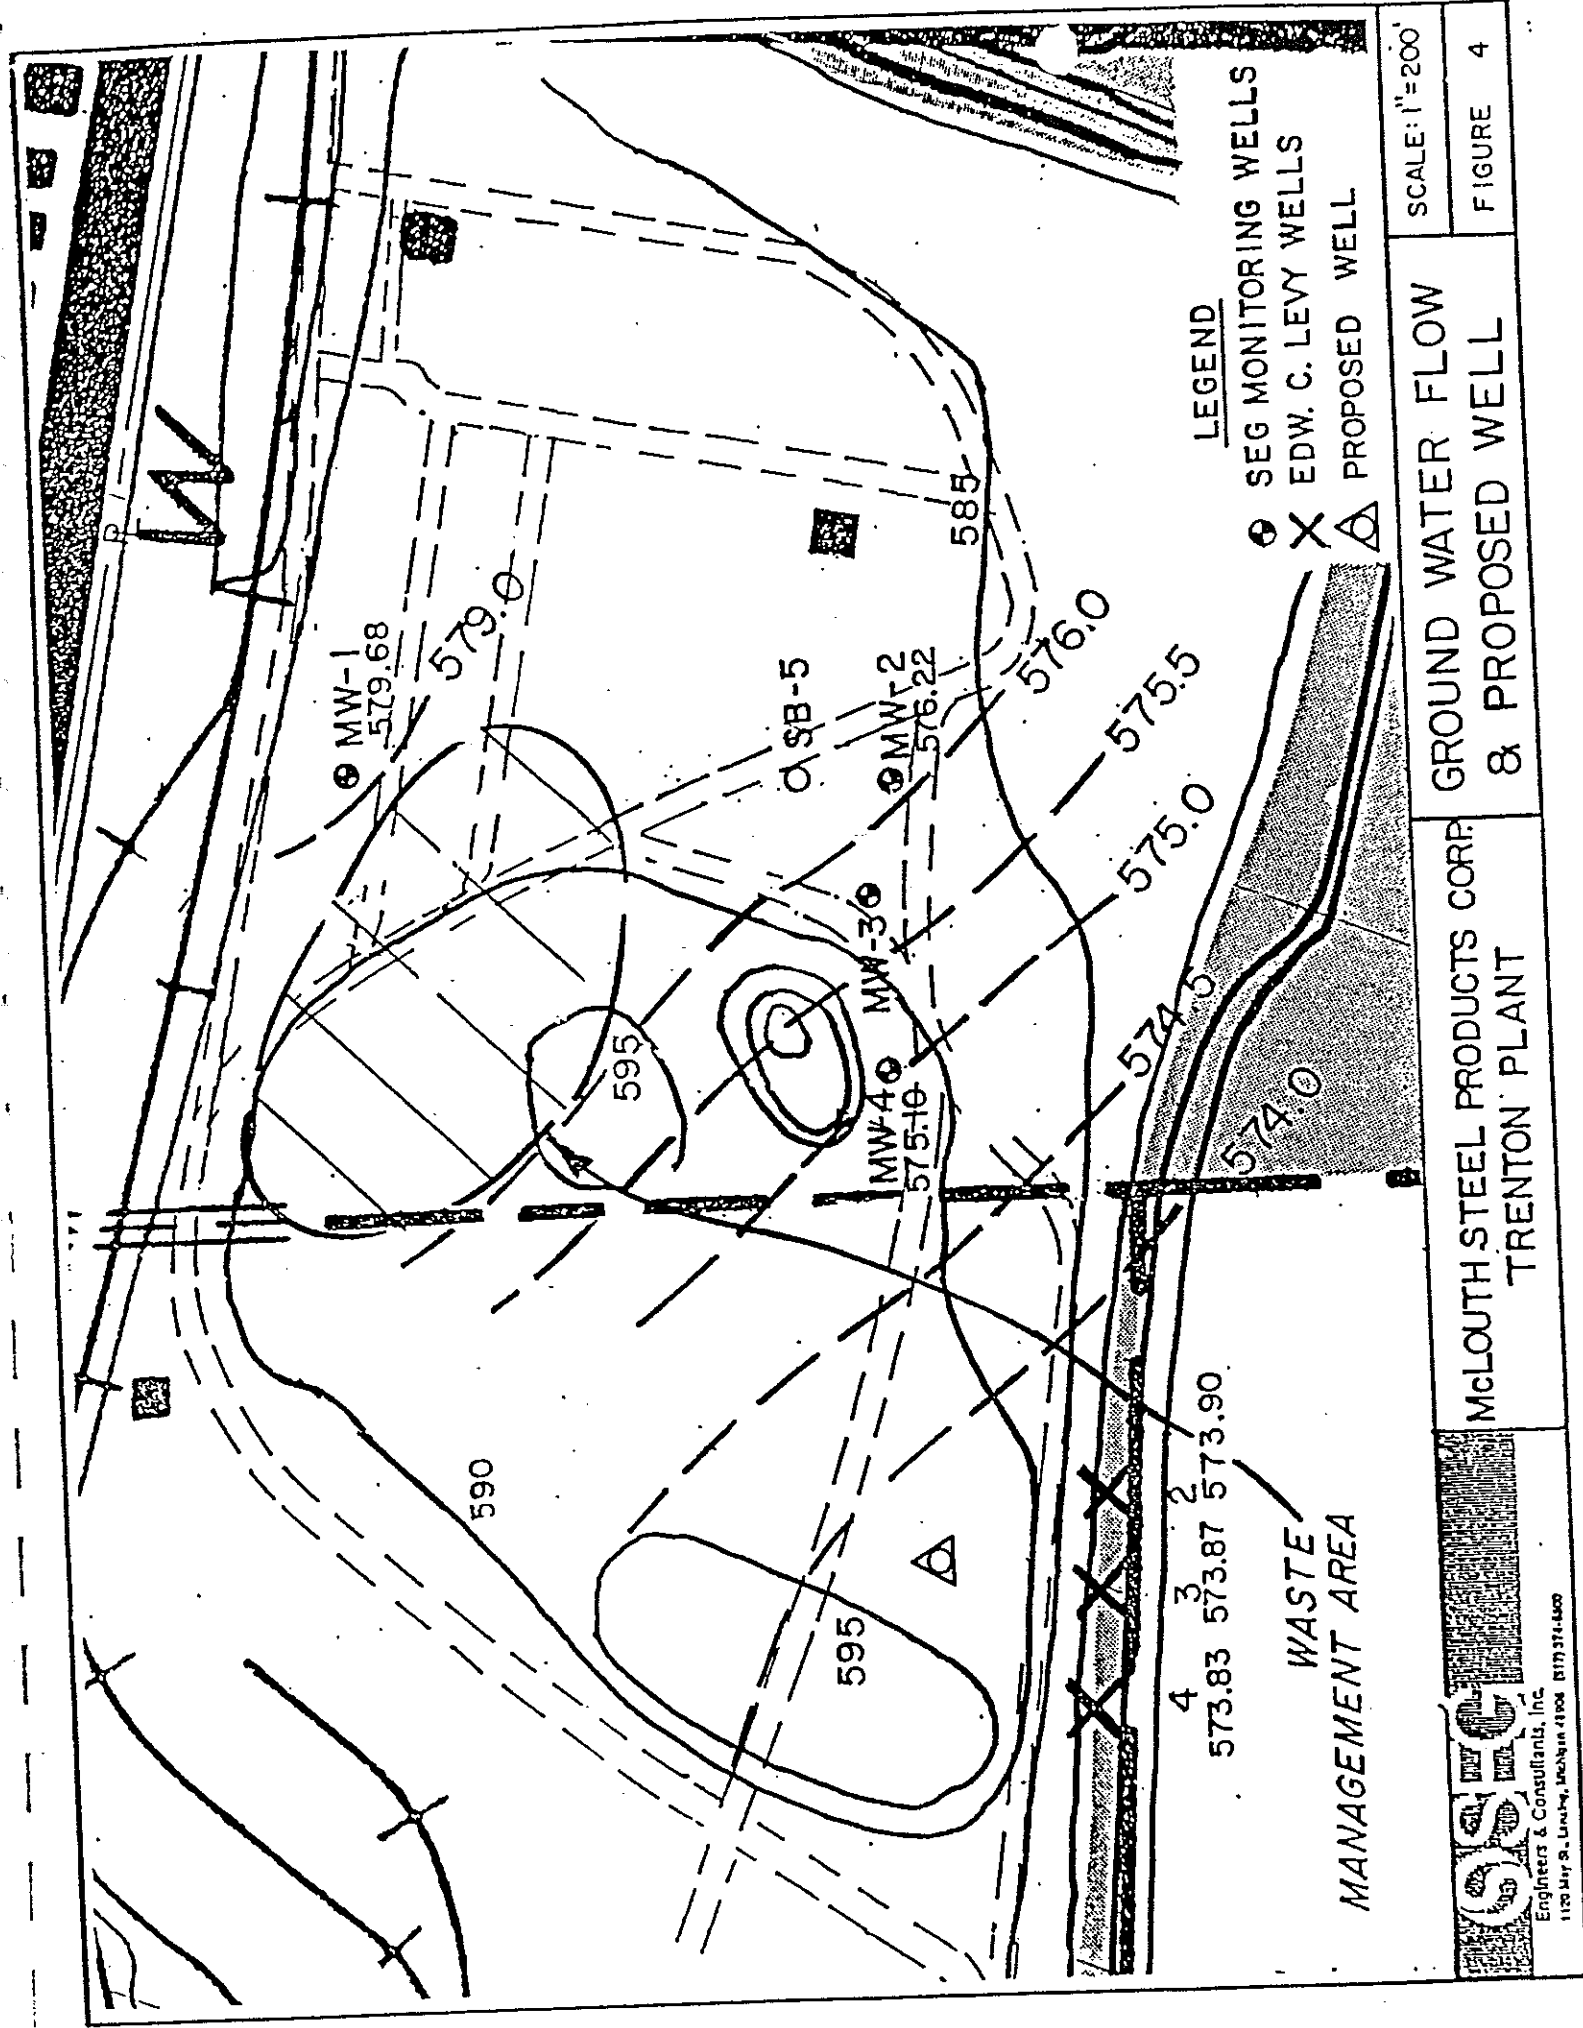 MW-1
579.68
579.0
O SB-5
MW-2
576.22
585
576.0
575.5
575.0
574.5
574.0
MW-3
MW-4
575.10
595
590
595
4 3 2
573.83 573.87 573.90
WASTE
MANAGEMENT AREA
LEGEND
SEG MONITORING WELLS
X EDW. C. LEVY WELLS
PROPOSED WELL
SEG
Engineers & Consultants, Inc.
McLOUTH STEEL PRODUCTS CORP.
TRENTON PLANT
GROUND WATER FLOW
& PROPOSED WELL
SCALE: 1"=200'
FIGURE 4